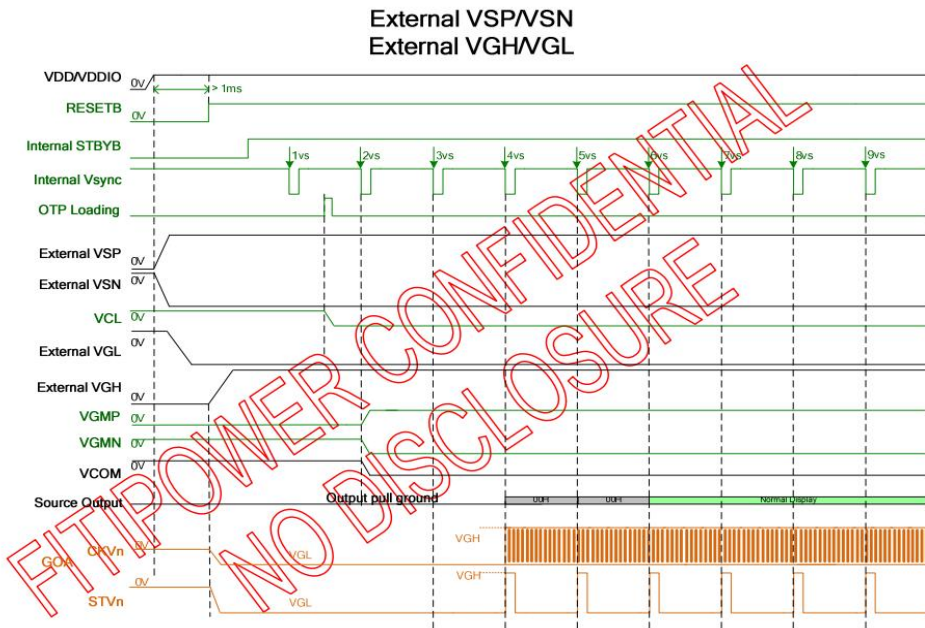 External VSP/VSN
External VGH/VGL
VDD/VDDIO 0V
> 1ms
RESETB 0V
Internal STBYB
1vs 2vs 3vs 4vs 5vs 6vs 7vs 8vs 9vs
Internal Vsync
OTP Loading
External VSP 0V
External VSN 0V
VCL 0V
External VGL 0V
External VGH 0V
VGMP 0V
VGMN 0V
VCOM 0V
Source Output Output pull ground 00H 00H Normal Display
GOA
CKVn 0V VGL VGH
STVn 0V VGL VGH
FITIPOWER CONFIDENTIAL
NO DISCLOSURE